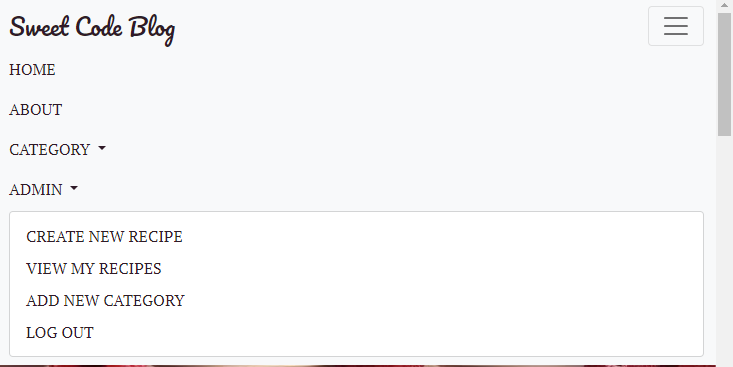 Sweet Code Blog
HOME
ABOUT
CATEGORY
ADMIN
CREATE NEW RECIPE
VIEW MY RECIPES
ADD NEW CATEGORY
LOG OUT